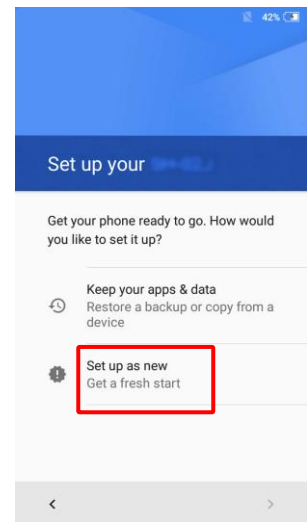 42%
Set up your
Get your phone ready to go. How would
you like to set it up?
Keep your apps & data
Restore a backup or copy from a
device
Set up as new
Get a fresh start